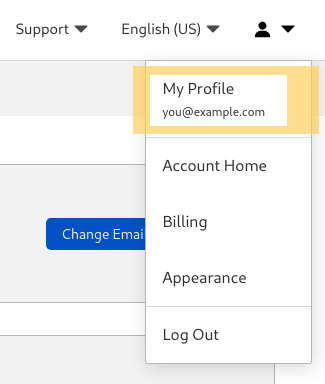 Support English (US)
My Profile
you@example.com
Account Home
Billing
Change Emai
Appearance
Log Out